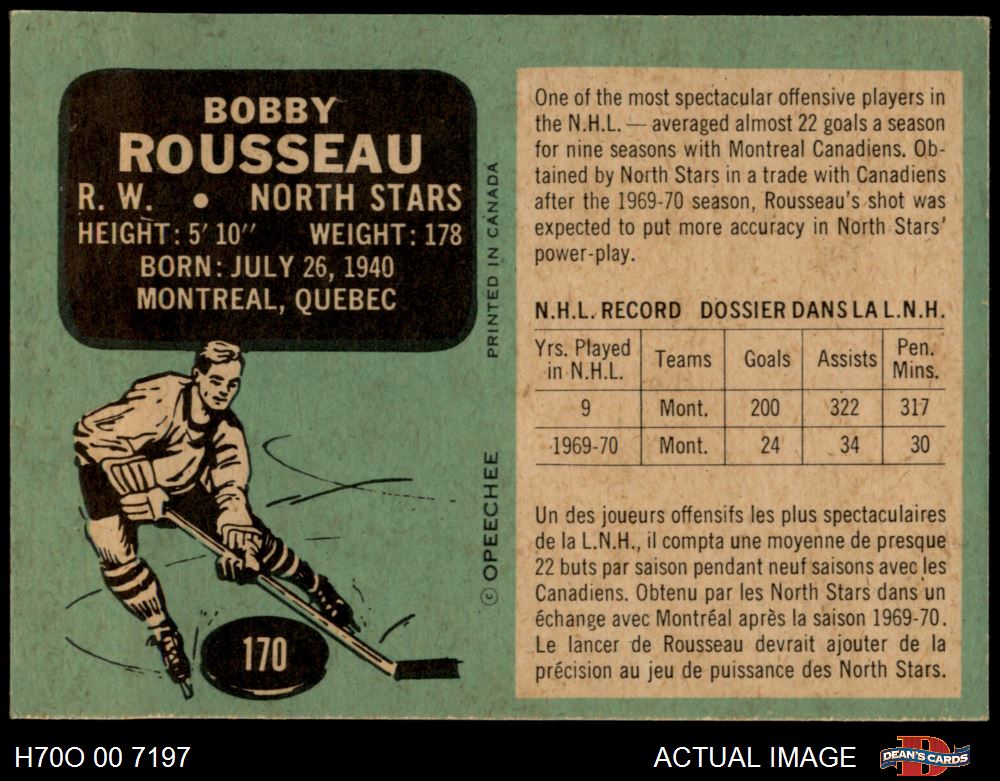 BOBBY
ROUSSEAU
R. W. • NORTH STARS
HEIGHT: 5' 10" WEIGHT: 178
BORN: JULY 26, 1940
MONTREAL, QUEBEC
PRINTED IN CANADA
© OPEECHEE
170
One of the most spectacular offensive players in
the N.H.L. — averaged almost 22 goals a season
for nine seasons with Montreal Canadiens. Ob-
tained by North Stars in a trade with Canadiens
after the 1969-70 season, Rousseau's shot was
expected to put more accuracy in North Stars'
power-play.
N.H.L. RECORD DOSSIER DANS LA L.N.H.
Yrs. Played in N.H.L. Teams Goals Assists Pen. Mins.
9 Mont. 200 322 317
1969-70 Mont. 24 34 30
Un des joueurs offensifs les plus spectaculaires
de la L.N.H., il compta une moyenne de presque
22 buts par saison pendant neuf saisons avec les
Canadiens. Obtenu par les North Stars dans un
échange avec Montréal après la saison 1969-70.
Le lancer de Rousseau devrait ajouter de la
précision au jeu de puissance des North Stars.
H70O 00 7197
ACTUAL IMAGE
DEAN'S CARDS